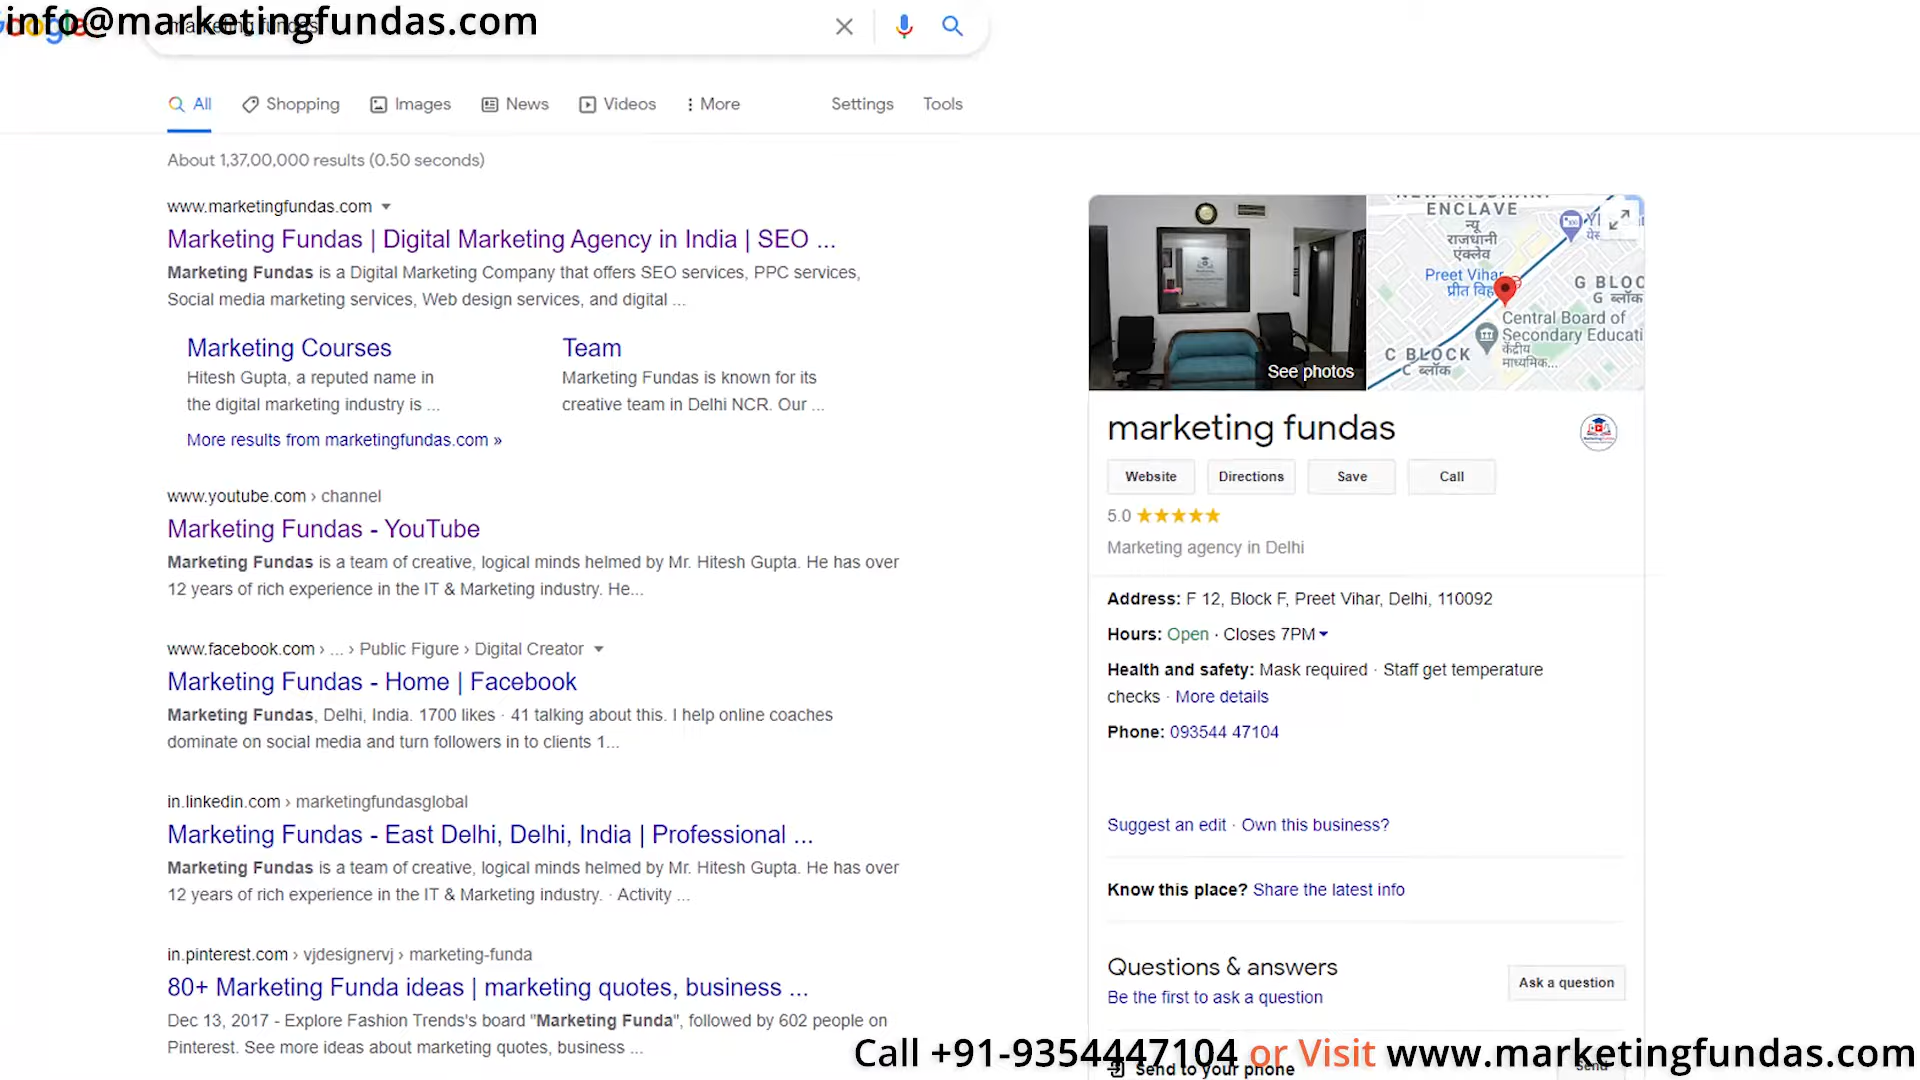 info@marketingfundas.com
All
Shopping
Images
News
Videos
More
Settings
Tools
About 1,37,00,000 results (0.50 seconds)
www.marketingfundas.com
Marketing Fundas | Digital Marketing Agency in India | SEO ...
Marketing Fundas is a Digital Marketing Company that offers SEO services, PPC services,
Social media marketing services, Web design services, and digital ...
Marketing Courses
Hitesh Gupta, a reputed name in
the digital marketing industry is ...
Team
Marketing Fundas is known for its
creative team in Delhi NCR. Our ...
More results from marketingfundas.com »
www.youtube.com › channel
Marketing Fundas - YouTube
Marketing Fundas is a team of creative, logical minds helmed by Mr. Hitesh Gupta. He has over
12 years of rich experience in the IT & Marketing industry. He...
www.facebook.com › ... › Public Figure › Digital Creator
Marketing Fundas - Home | Facebook
Marketing Fundas, Delhi, India. 1700 likes · 41 talking about this. I help online coaches
dominate on social media and turn followers in to clients 1...
in.linkedin.com › marketingfundasglobal
Marketing Fundas - East Delhi, Delhi, India | Professional ...
Marketing Fundas is a team of creative, logical minds helmed by Mr. Hitesh Gupta. He has over
12 years of rich experience in the IT & Marketing industry. · Activity ...
in.pinterest.com › vjdesignervj › marketing-funda
80+ Marketing Funda ideas | marketing quotes, business ...
Dec 13, 2017 - Explore Fashion Trends's board "Marketing Funda", followed by 602 people on
Pinterest. See more ideas about marketing quotes, business ...
See photos
ENCLAVE
न्यू
राजधानी
एंक्लेव
Preet Vihar
G BLOC
G ब्लॉक
Central Board of
Secondary Educati
केंद्रीय
माध्यमिक...
C BLOCK
C ब्लॉक
marketing fundas
Website
Directions
Save
Call
5.0
Marketing agency in Delhi
Address: F 12, Block F, Preet Vihar, Delhi, 110092
Hours: Open · Closes 7PM
Health and safety: Mask required · Staff get temperature
checks · More details
Phone: 093544 47104
Suggest an edit · Own this business?
Know this place? Share the latest info
Questions & answers
Be the first to ask a question
Ask a question
Send to your phone
Send
Call +91-9354447104 or Visit www.marketingfundas.com